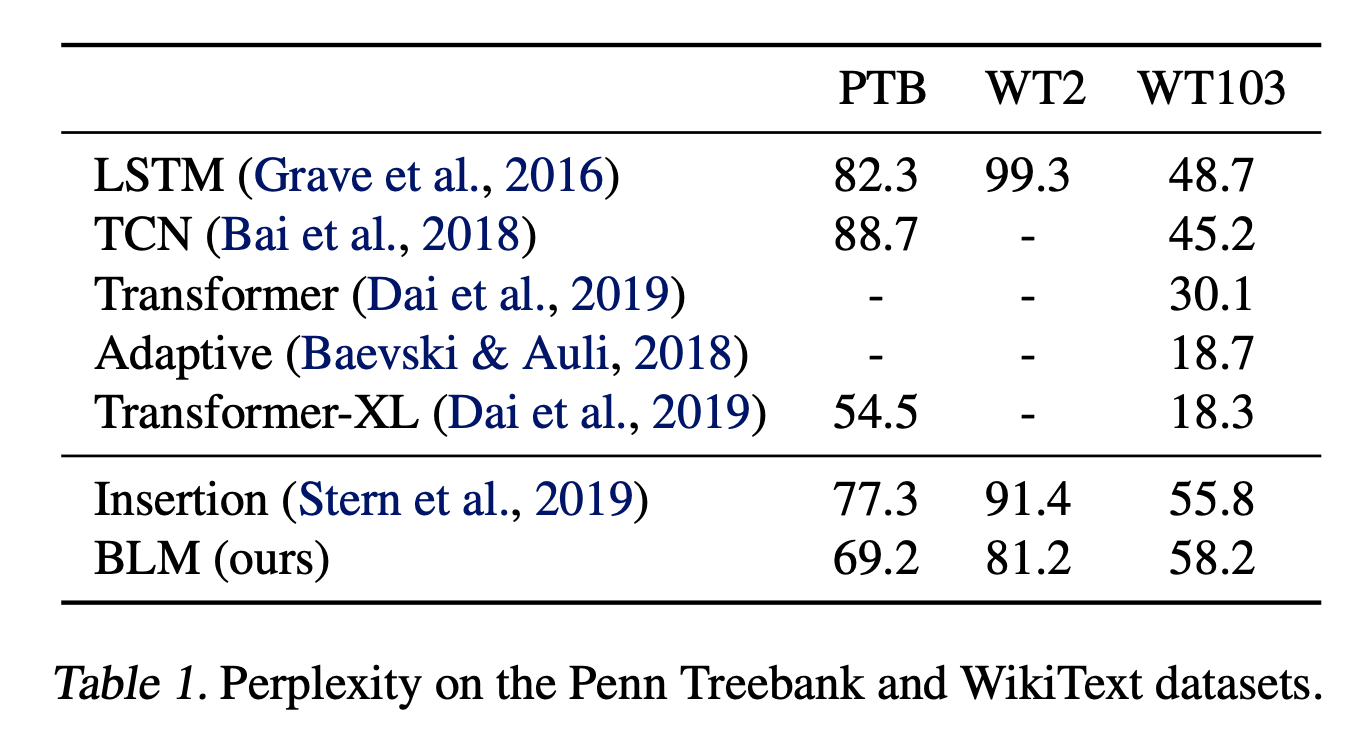 PTB WT2 WT103
LSTM (Grave et al., 2016) 82.3 99.3 48.7
TCN (Bai et al., 2018) 88.7 - 45.2
Transformer (Dai et al., 2019) - - 30.1
Adaptive (Baevski & Auli, 2018) - - 18.7
Transformer-XL (Dai et al., 2019) 54.5 - 18.3
Insertion (Stern et al., 2019) 77.3 91.4 55.8
BLM (ours) 69.2 81.2 58.2
Table 1. Perplexity on the Penn Treebank and WikiText datasets.